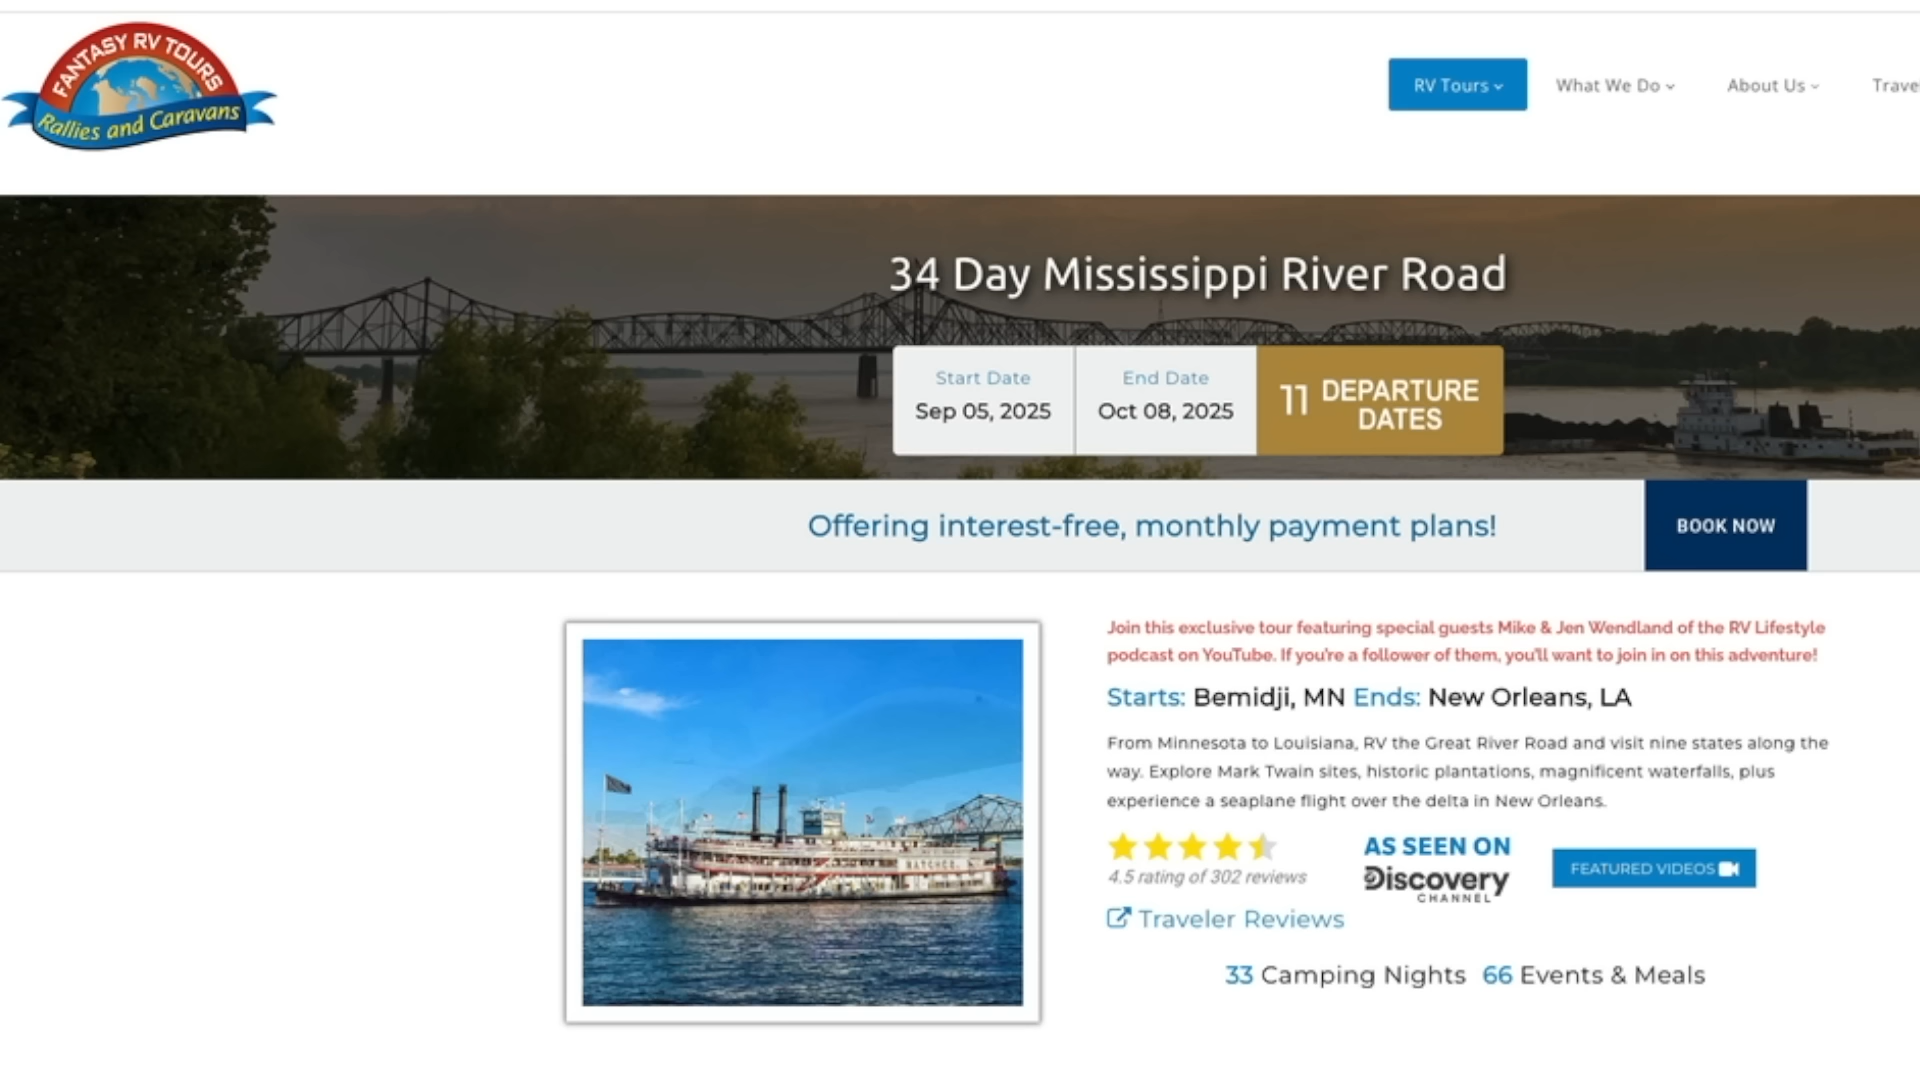 FANTASY RV TOURS
Rallies and Caravans
RV Tours
What We Do
About Us
Trave
34 Day Mississippi River Road
Start Date
Sep 05, 2025
End Date
Oct 08, 2025
11 DEPARTURE
DATES
Offering interest-free, monthly payment plans!
BOOK NOW
Join this exclusive tour featuring special guests Mike & Jen Wendland of the RV Lifestyle
podcast on YouTube. If you're a follower of them, you'll want to join in on this adventure!
Starts: Bemidji, MN Ends: New Orleans, LA
From Minnesota to Louisiana, RV the Great River Road and visit nine states along the
way. Explore Mark Twain sites, historic plantations, magnificent waterfalls, plus
experience a seaplane flight over the delta in New Orleans.
4.5 rating of 302 reviews
AS SEEN ON
Discovery
CHANNEL
FEATURED VIDEOS
Traveler Reviews
33 Camping Nights 66 Events & Meals
NATCHEZ